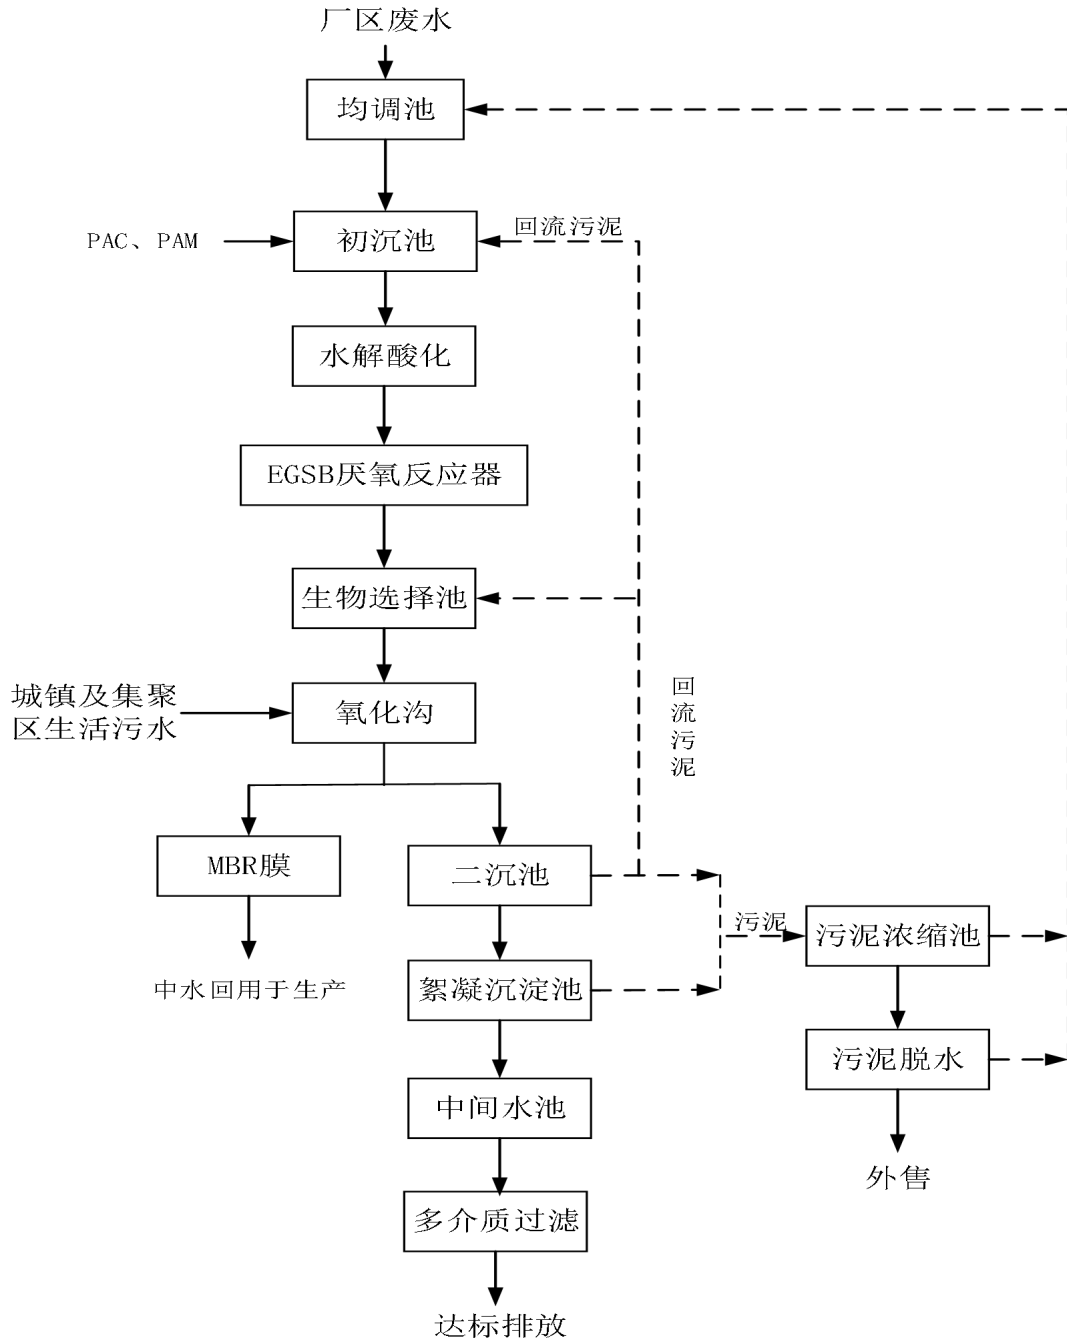 厂区废水
均调池
PAC、PAM
初沉池
回流污泥
水解酸化
EGSB厌氧反应器
生物选择池
城镇及集聚
区生活污水
氧化沟
回
流
污
泥
MBR膜
二沉池
污泥
污泥浓缩池
中水回用于生产
絮凝沉淀池
污泥脱水
中间水池
外售
多介质过滤
达标排放